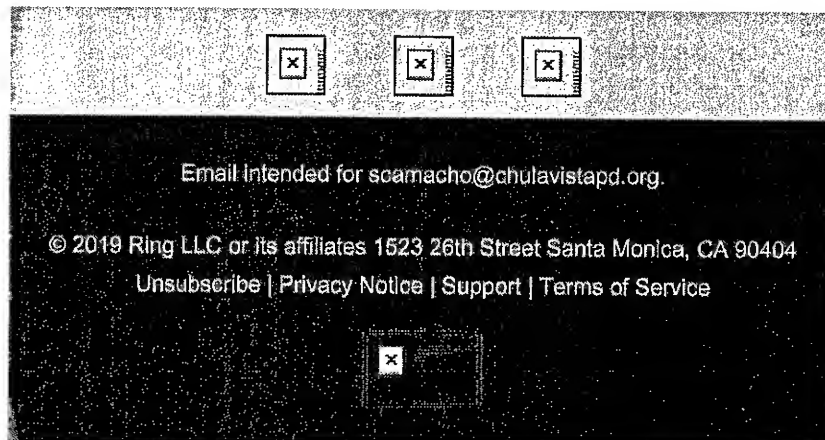 Email intended for scamacho@chulavistapd.org.
© 2019 Ring LLC or its affiliates 1523 26th Street Santa Monica, CA 90404
Unsubscribe | Privacy Notice | Support | Terms of Service